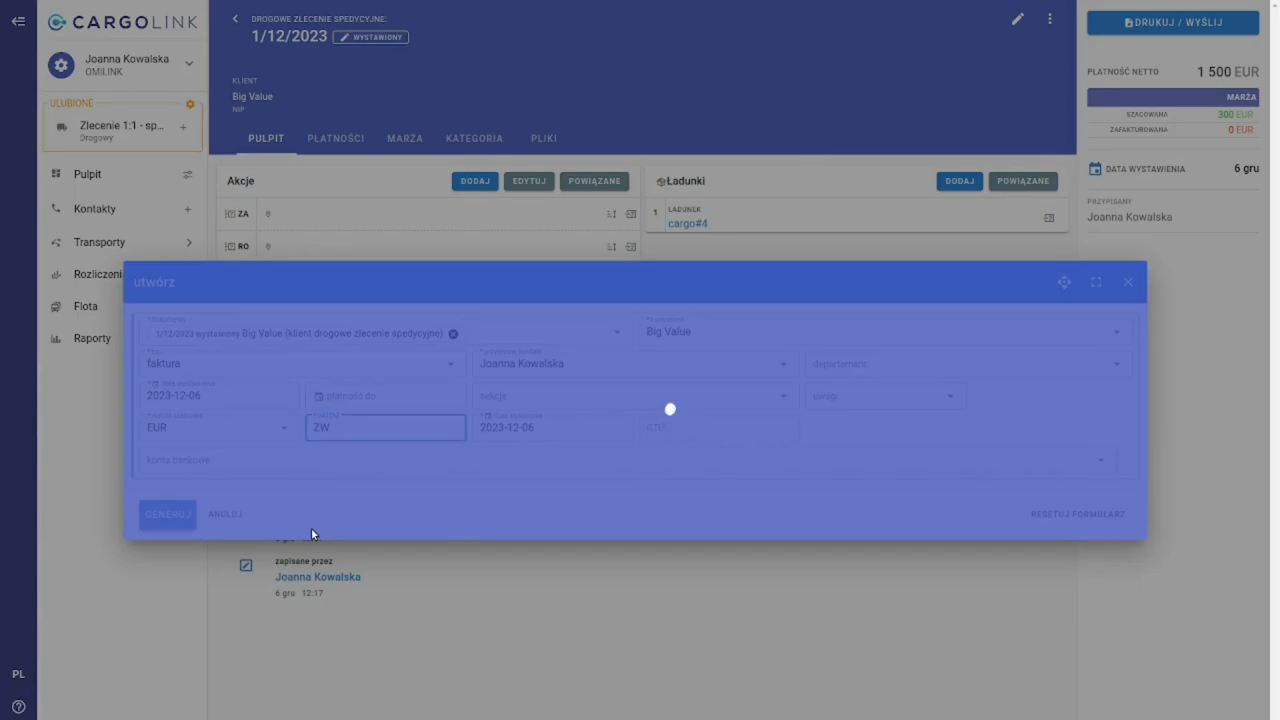 CARGOLINK
Joanna Kowalska
OMILINK
ULUBIONE
Zlecenie 1:1 - sp...
Drogowy
Pulpit
Kontakty
Transporty
Rozliczeni
Flota
Raporty
PL
DROGOWE ZLECENIE SPEDYCYJNE:
1/12/2023
WYSTAWIONY
KLIENT
Big Value
NIP
PULPIT
PŁATNOŚCI
MARŻA
KATEGORIA
PLIKI
Akcje
DODAJ
EDYTUJ
POWIĄZANE
ZA
RO
Ładunki
DODAJ
POWIĄZANE
1
ŁADUNEK
cargo#4
DRUKUJ / WYŚLIJ
PŁATNOŚĆ NETTO
1 500 EUR
MARŻA
SZACOWANA
300 EUR
ZAFAKTUROWANA
0 EUR
DATA WYSTAWIENIA
6 gru
PRZYPISANY
Joanna Kowalska
utwórz
1/12/2023 wystawiony Big Value (klient drogowe zlecenie spedycyjne)
Big Value
faktura
Joanna Kowalska
departament
2023-12-06
płatność do
sekcje
uwagi
EUR
ZW
2023-12-06
GTU
konta bankowe
GENERUJ
ANULUJ
RESETUJ FORMULARZ
zapisane przez
Joanna Kowalska
6 gru 12:17